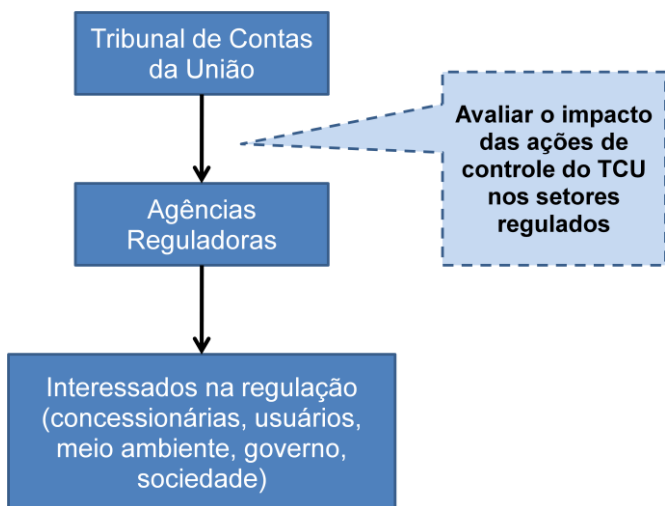 Tribunal de Contas
da União
Avaliar o impacto
das ações de
controle do TCU
nos setores
regulados
Agências
Reguladoras
Interessados na regulação
(concessionárias, usuários,
meio ambiente, governo,
sociedade)